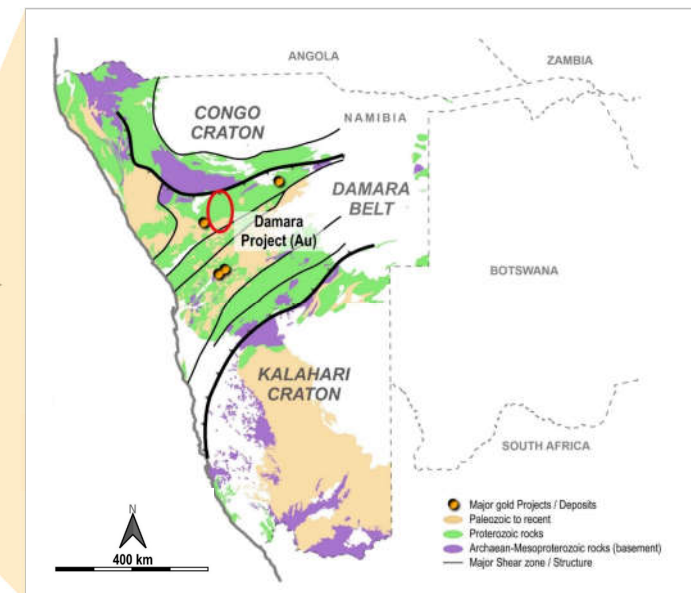 ANGOLA
ZAMBIA
CONGO
CRATON
NAMIBIA
DAMARA
BELT
Damara
Project (Au)
BOTSWANA
KALAHARI
CRATON
SOUTH AFRICA
N
400 km
Major gold Projects / Deposits
Paleozoic to recent
Proterozoic rocks
Archaean-Mesoproterozoic rocks (basement)
Major Shear zone / Structure